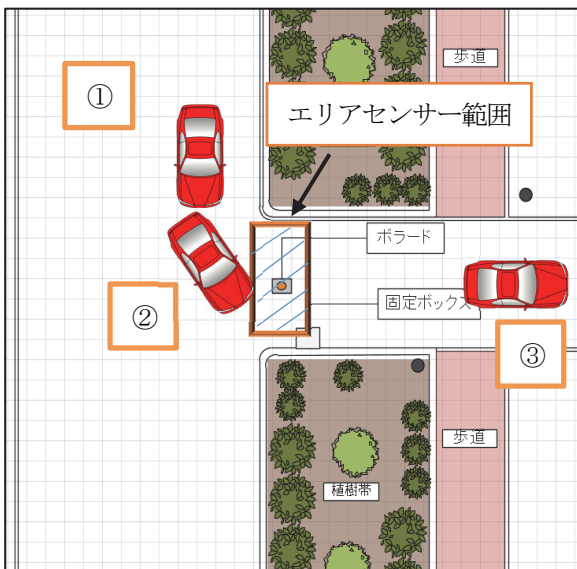 ①
歩道
エリアセンサー範囲
ボラード
固定ボックス
②
③
歩道
植樹帯